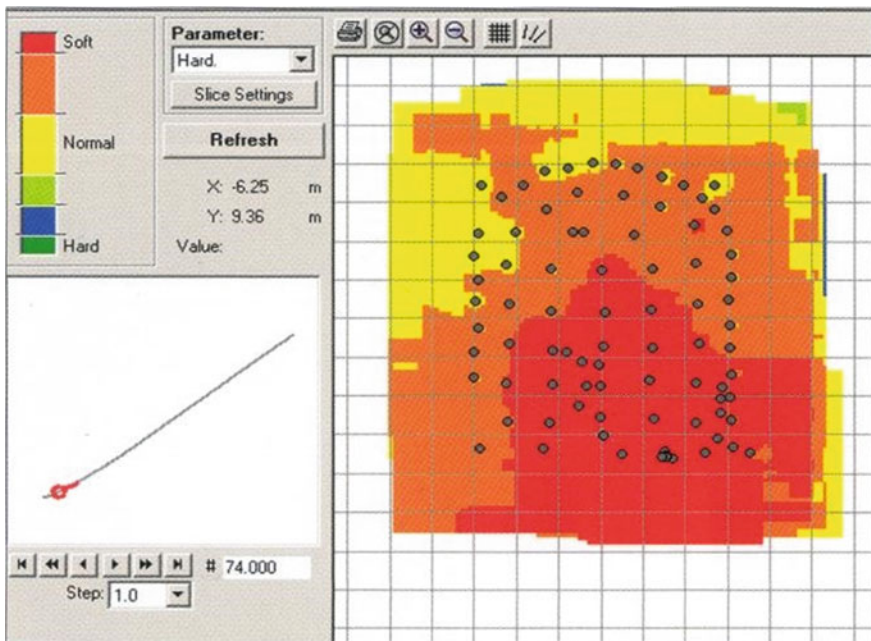 Soft
Normal
Hard
Parameter:
Hard.
Slice Settings
Refresh
X: -6.25 m
Y: 9.36 m
Value:
# 74.000
Step: 1.0